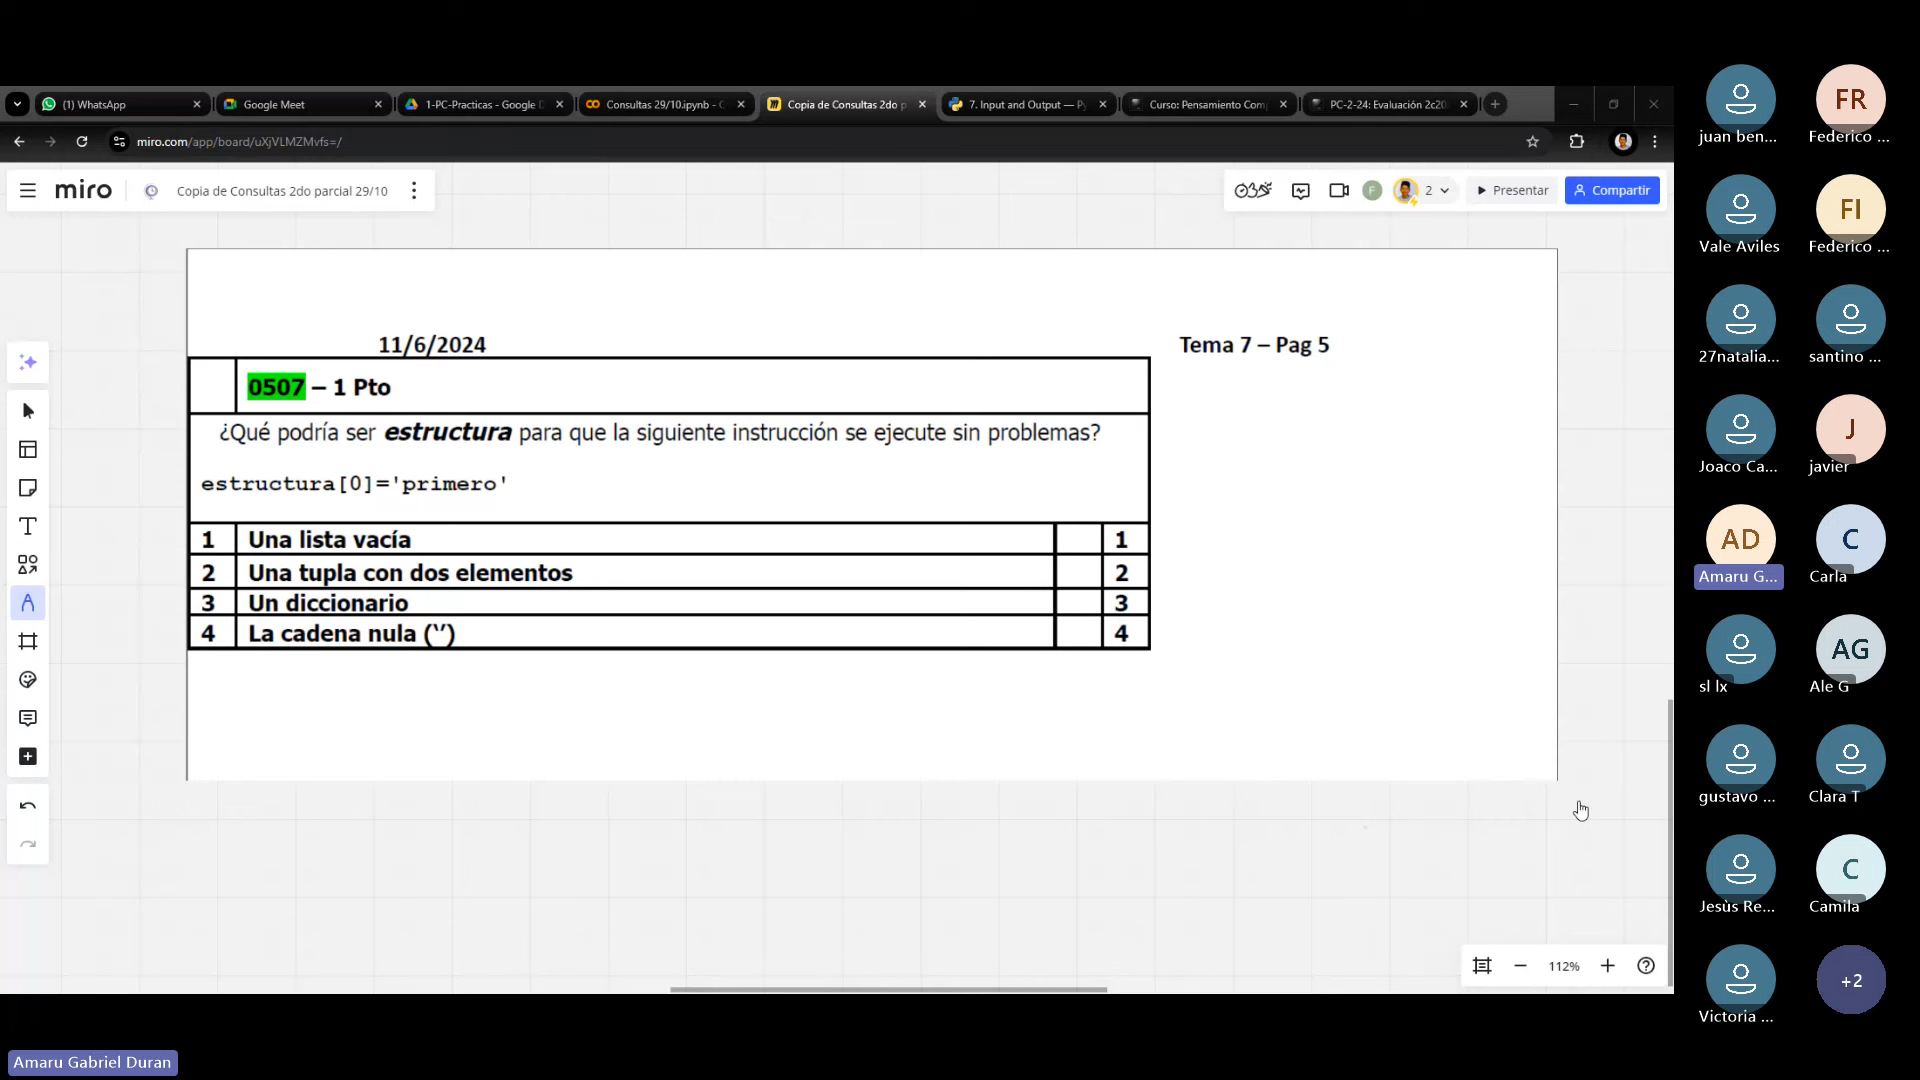 (1) WhatsApp
Google Meet
1-PC-Practicas - Google D
Consultas 29/10.ipynb - C
Copia de Consultas 2do p
7. Input and Output — Py
Curso: Pensamiento Com
PC-2-24: Evaluación 2c20
miro.com/app/board/uXjVLMZMvfs=/
miro
Copia de Consultas 2do parcial 29/10
F
2
Presentar
Compartir
11/6/2024
Tema 7 – Pag 5
0507 – 1 Pto
¿Qué podría ser estructura para que la siguiente instrucción se ejecute sin problemas?
estructura[0]='primero'
1 Una lista vacía 1
2 Una tupla con dos elementos 2
3 Un diccionario 3
4 La cadena nula (‘’) 4
112%
juan ben...
FR
Federico ...
Vale Aviles
FI
Federico ...
27natalia...
santino ...
Joaco Ca...
J
javier
AD
Amaru G...
C
Carla
sl lx
AG
Ale G
gustavo ...
Clara T
Jesùs Re...
C
Camila
Victoria ...
+2
Amaru Gabriel Duran